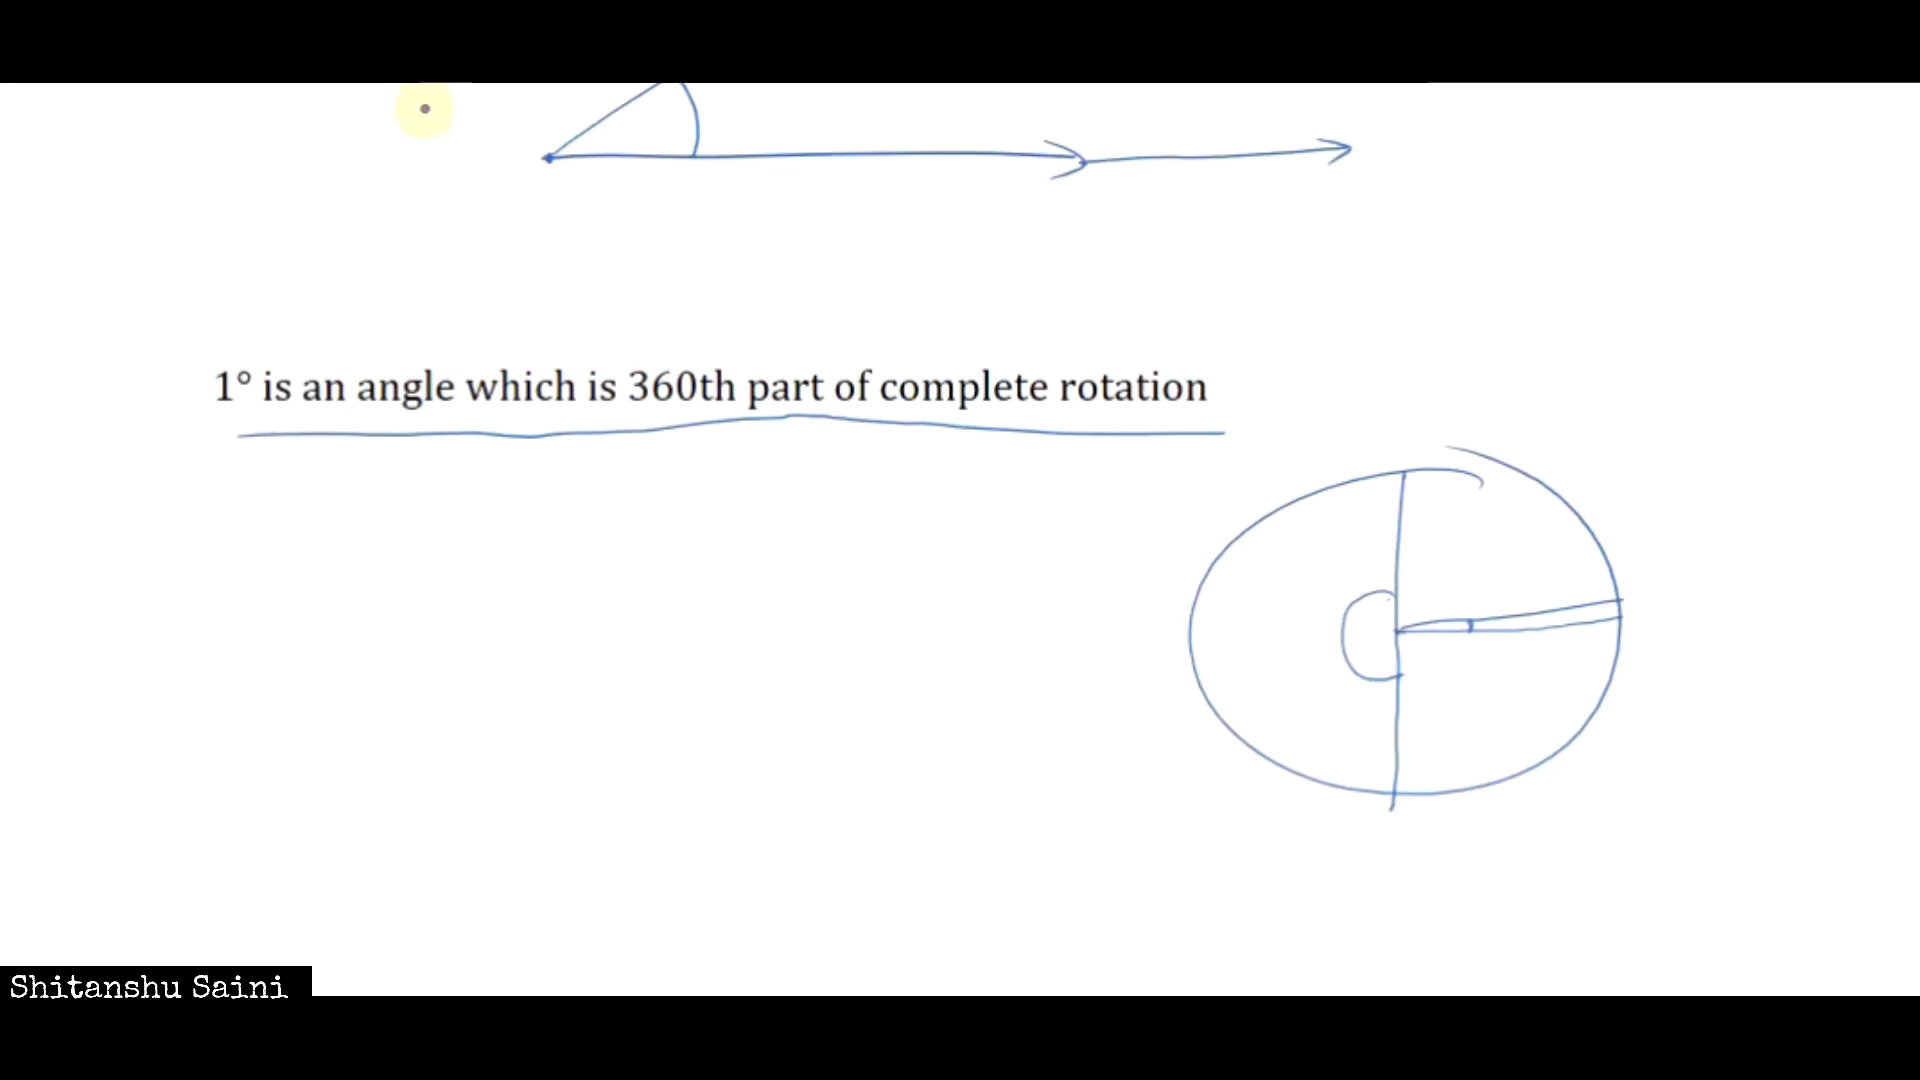 1° is an angle which is 360th part of complete rotation
Shitanshu Saini